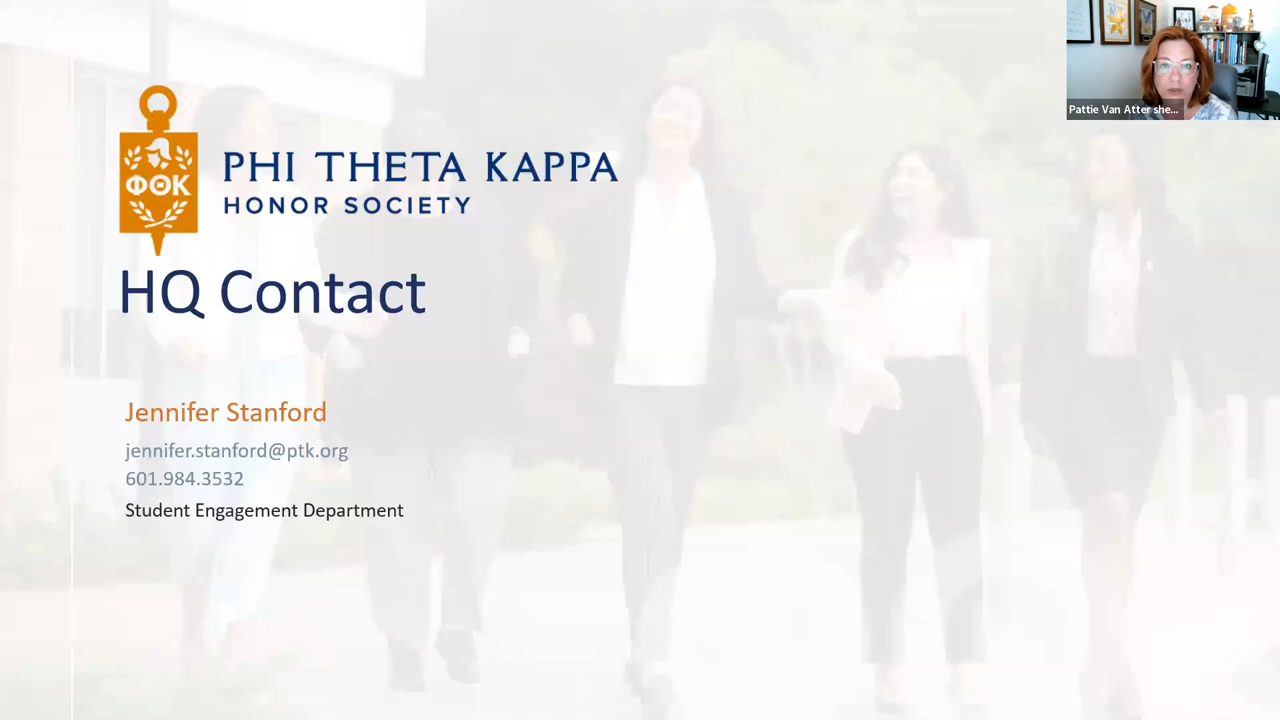 ΦΘΚ
PHI THETA KAPPA
HONOR SOCIETY
HQ Contact
Jennifer Stanford
jennifer.stanford@ptk.org
601.984.3532
Student Engagement Department
Pattie Van Atter she...